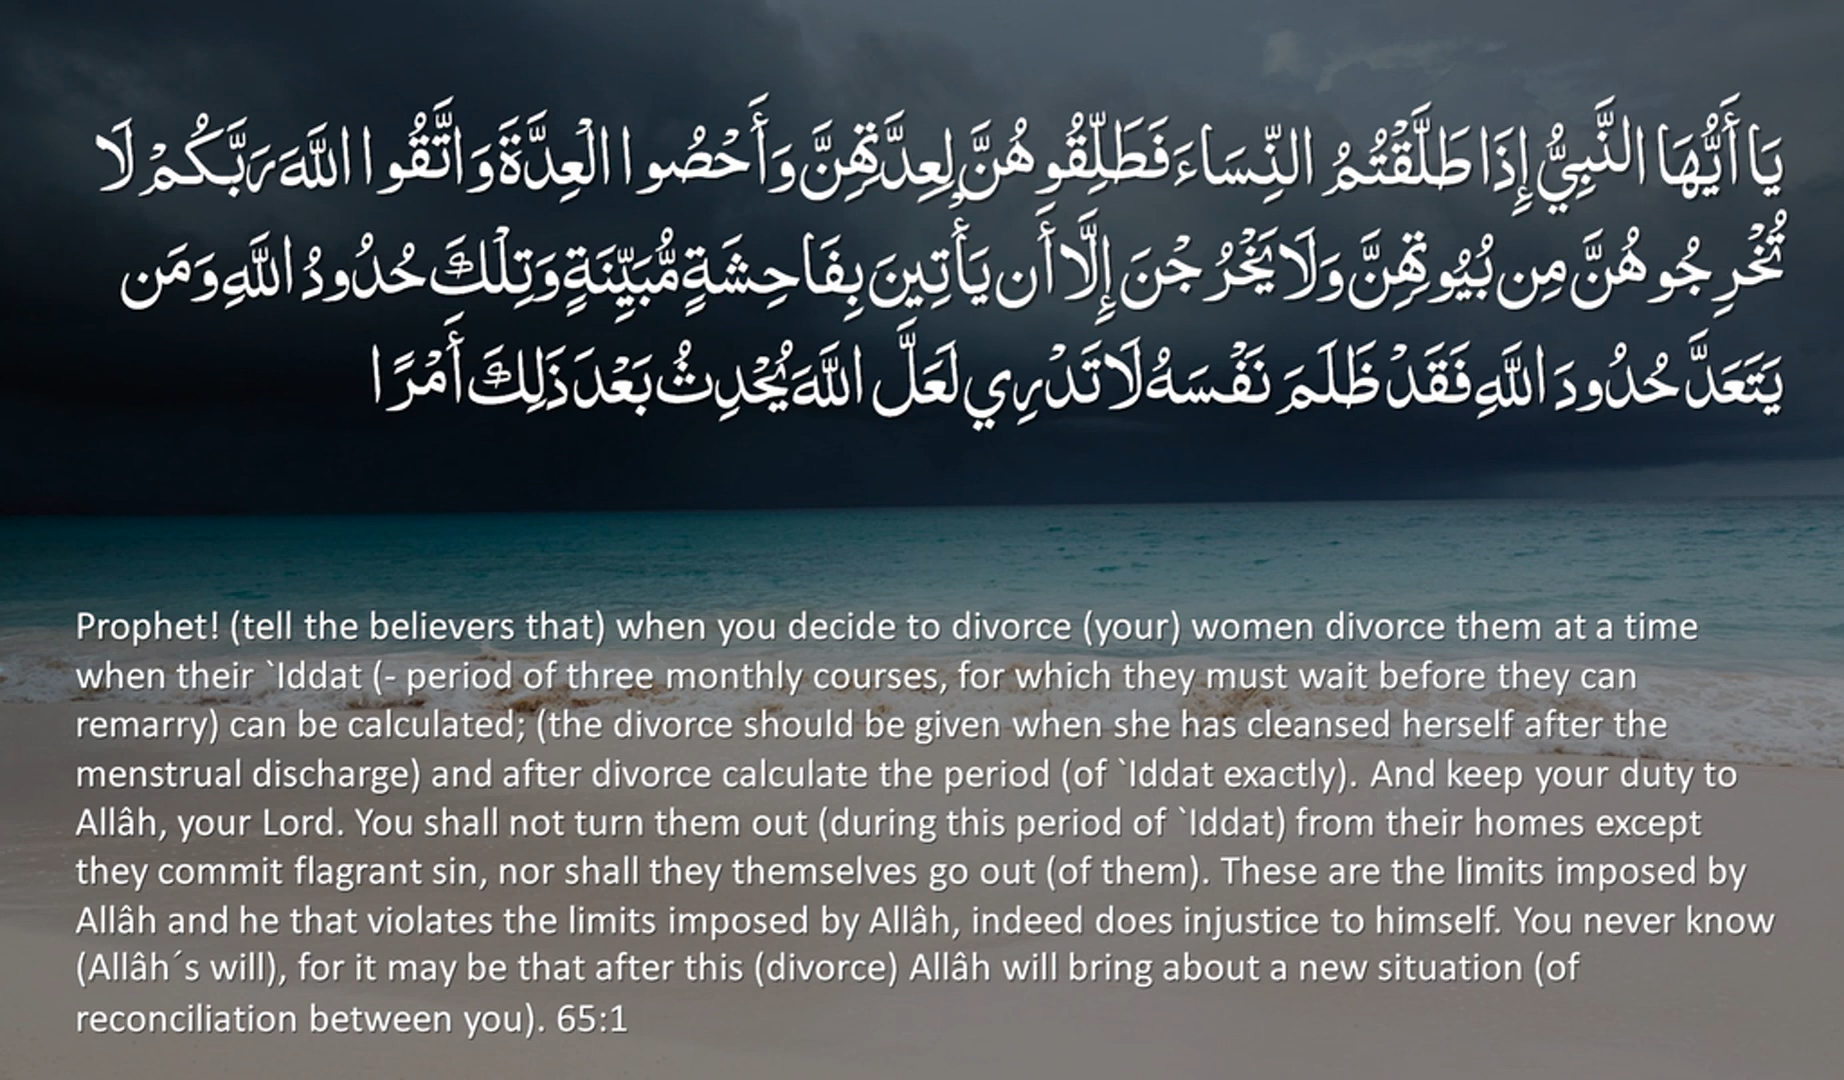 يَا أَيُّهَا النَّبِيُّ إِذَا طَلَّقْتُمُ النِّسَاءَ فَطَلِّقُوهُنَّ لِعِدَّتِهِنَّ وَأَحْصُوا الْعِدَّةَ وَاتَّقُوا اللَّهَ رَبَّكُمْ لَا
تُخْرِجُوهُنَّ مِن بُيُوتِهِنَّ وَلَا يَخْرُجْنَ إِلَّا أَن يَأْتِينَ بِفَاحِشَةٍ مُّبَيِّنَةٍ وَتِلْكَ حُدُودُ اللَّهِ وَمَن
يَتَعَدَّ حُدُودَ اللَّهِ فَقَدْ ظَلَمَ نَفْسَهُ لَا تَدْرِي لَعَلَّ اللَّهَ يُحْدِثُ بَعْدَ ذَلِكَ أَمْرًا
Prophet! (tell the believers that) when you decide to divorce (your) women divorce them at a time
when their `Iddat (- period of three monthly courses, for which they must wait before they can
remarry) can be calculated; (the divorce should be given when she has cleansed herself after the
menstrual discharge) and after divorce calculate the period (of `Iddat exactly). And keep your duty to
Allâh, your Lord. You shall not turn them out (during this period of `Iddat) from their homes except
they commit flagrant sin, nor shall they themselves go out (of them). These are the limits imposed by
Allâh and he that violates the limits imposed by Allâh, indeed does injustice to himself. You never know
(Allâh´s will), for it may be that after this (divorce) Allâh will bring about a new situation (of
reconciliation between you). 65:1